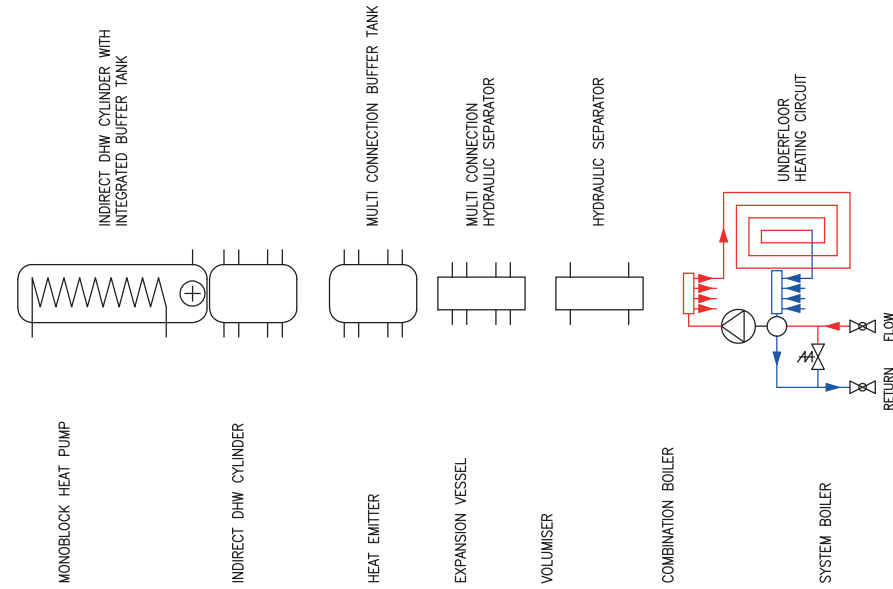 MONOBLOCK HEAT PUMP
INDIRECT DHW CYLINDER
HEAT EMITTER
EXPANSION VESSEL
VOLUMISER
COMBINATION BOILER
SYSTEM BOILER
INDIRECT DHW CYLINDER WITH
INTEGRATED BUFFER TANK
MULTI CONNECTION BUFFER TANK
MULTI CONNECTION
HYDRAULIC SEPARATOR
HYDRAULIC SEPARATOR
UNDERFLOOR
HEATING CIRCUIT
RETURN
FLOW